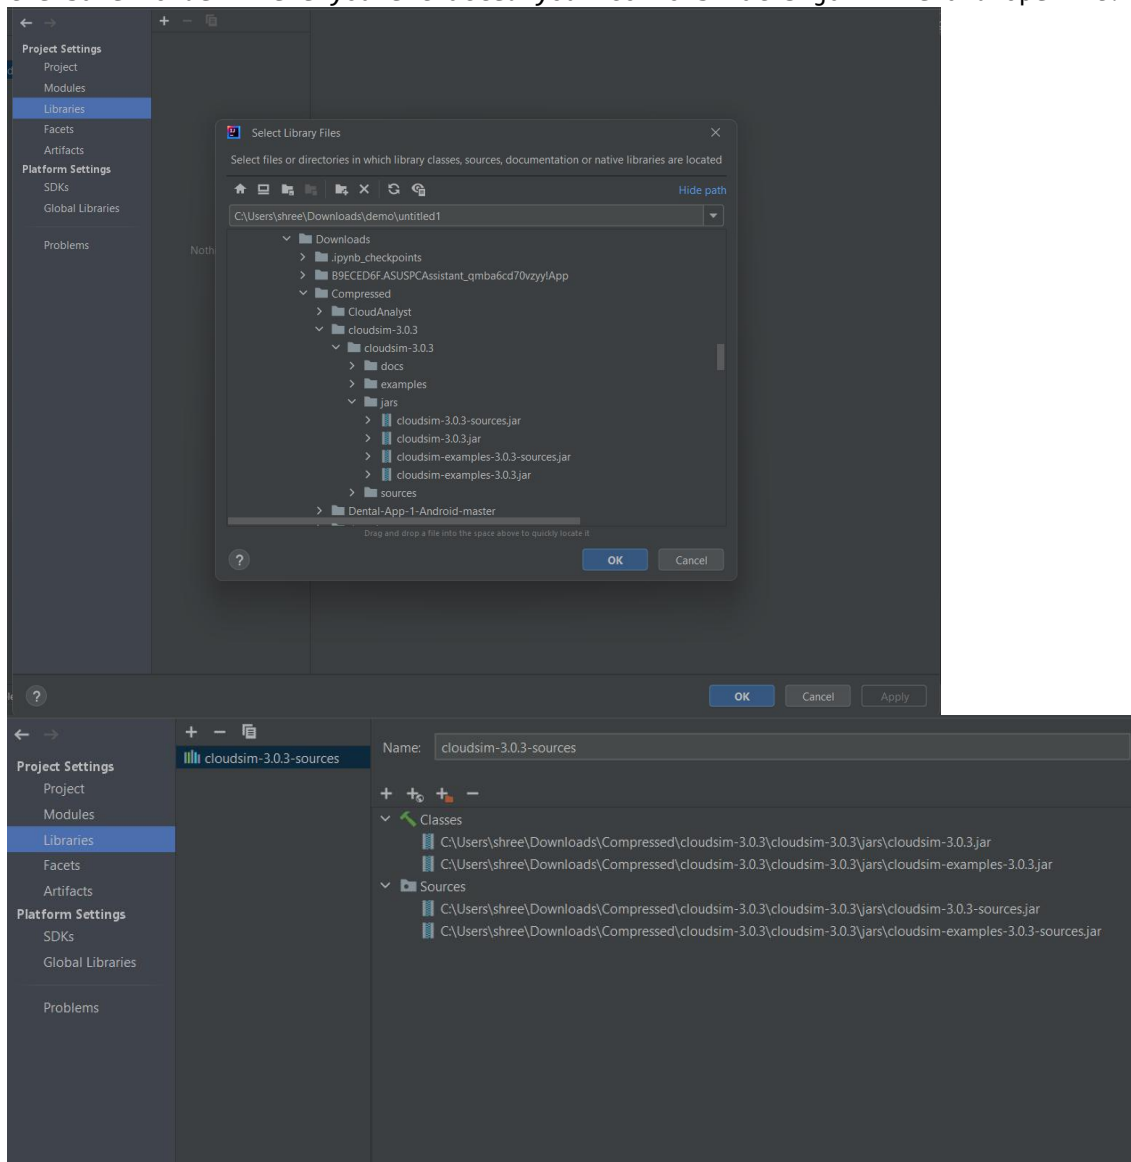 Project Settings
Project
Modules
Libraries
Facets
Artifacts
Platform Settings
SDKs
Global Libraries
Problems
Noth
Select Library Files
Select files or directories in which library classes, sources, documentation or native libraries are located
Hide path
C:\Users\shree\Downloads\demo\untitled1
Downloads
.ipynb_checkpoints
B9ECED6F.ASUSPCAssistant_qmba6cd70vzyy!App
Compressed
CloudAnalyst
cloudsim-3.0.3
cloudsim-3.0.3
docs
examples
jars
cloudsim-3.0.3-sources.jar
cloudsim-3.0.3.jar
cloudsim-examples-3.0.3-sources.jar
cloudsim-examples-3.0.3.jar
sources
Dental-App-1-Android-master
Drag and drop a file into the space above to quickly locate it
? OK Cancel
? OK Cancel Apply
Project Settings
Project
Modules
Libraries
Facets
Artifacts
Platform Settings
SDKs
Global Libraries
Problems
cloudsim-3.0.3-sources
Name: cloudsim-3.0.3-sources
Classes
C:\Users\shree\Downloads\Compressed\cloudsim-3.0.3\cloudsim-3.0.3\jars\cloudsim-3.0.3.jar
C:\Users\shree\Downloads\Compressed\cloudsim-3.0.3\cloudsim-3.0.3\jars\cloudsim-examples-3.0.3.jar
Sources
C:\Users\shree\Downloads\Compressed\cloudsim-3.0.3\cloudsim-3.0.3\jars\cloudsim-3.0.3-sources.jar
C:\Users\shree\Downloads\Compressed\cloudsim-3.0.3\cloudsim-3.0.3\jars\cloudsim-examples-3.0.3-sources.jar